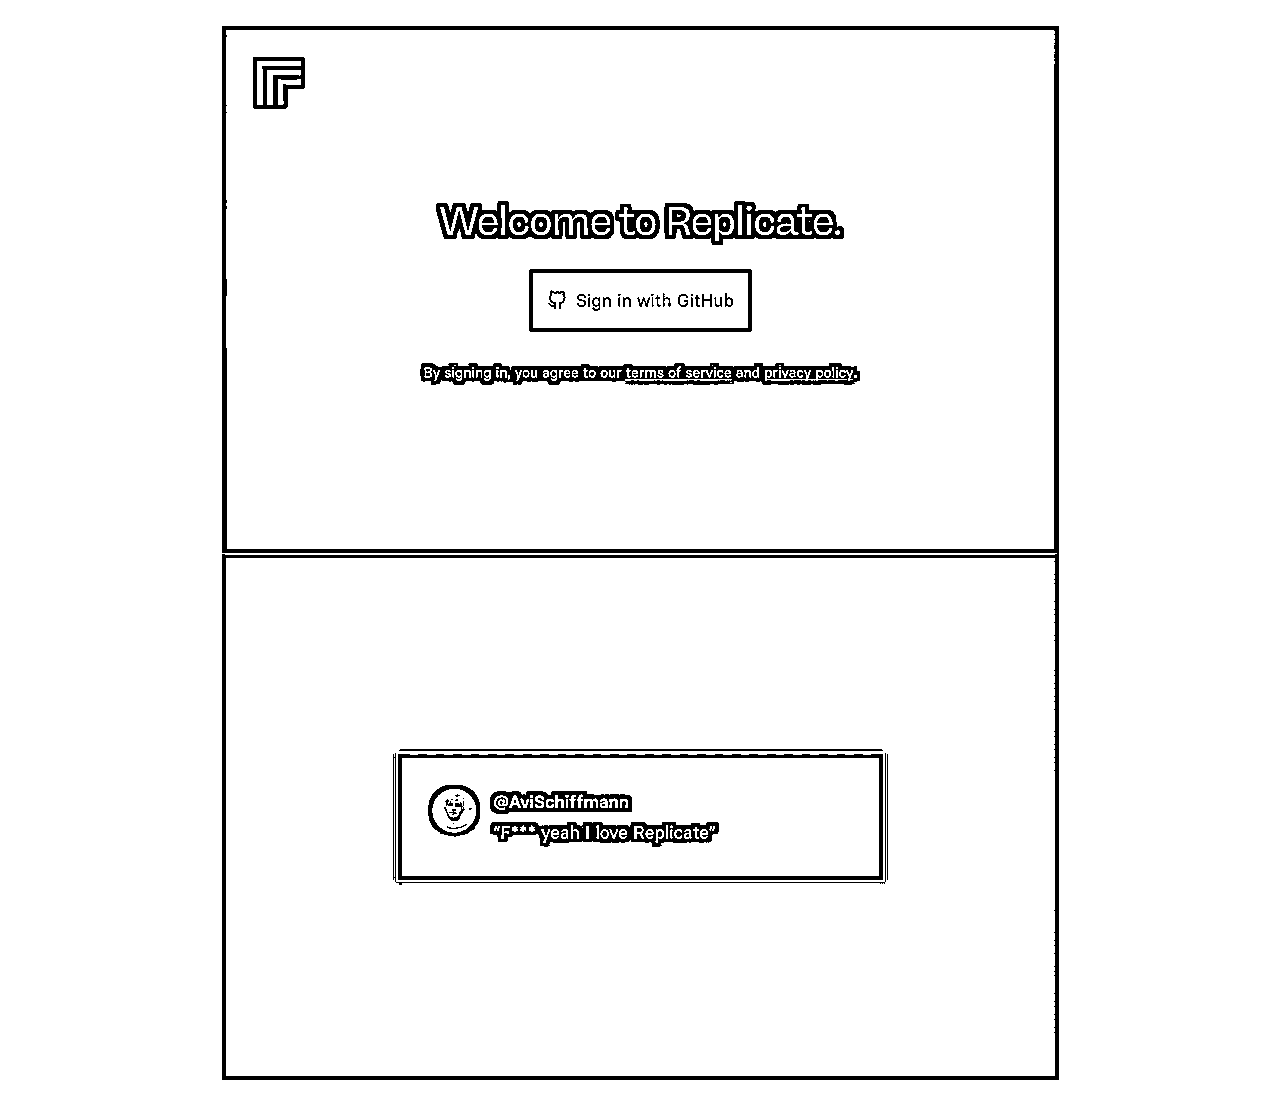 Welcome to Replicate.
Sign in with GitHub
By signing in, you agree to our terms of service and privacy policy.
@AviSchiffmann
“F*** yeah I love Replicate”